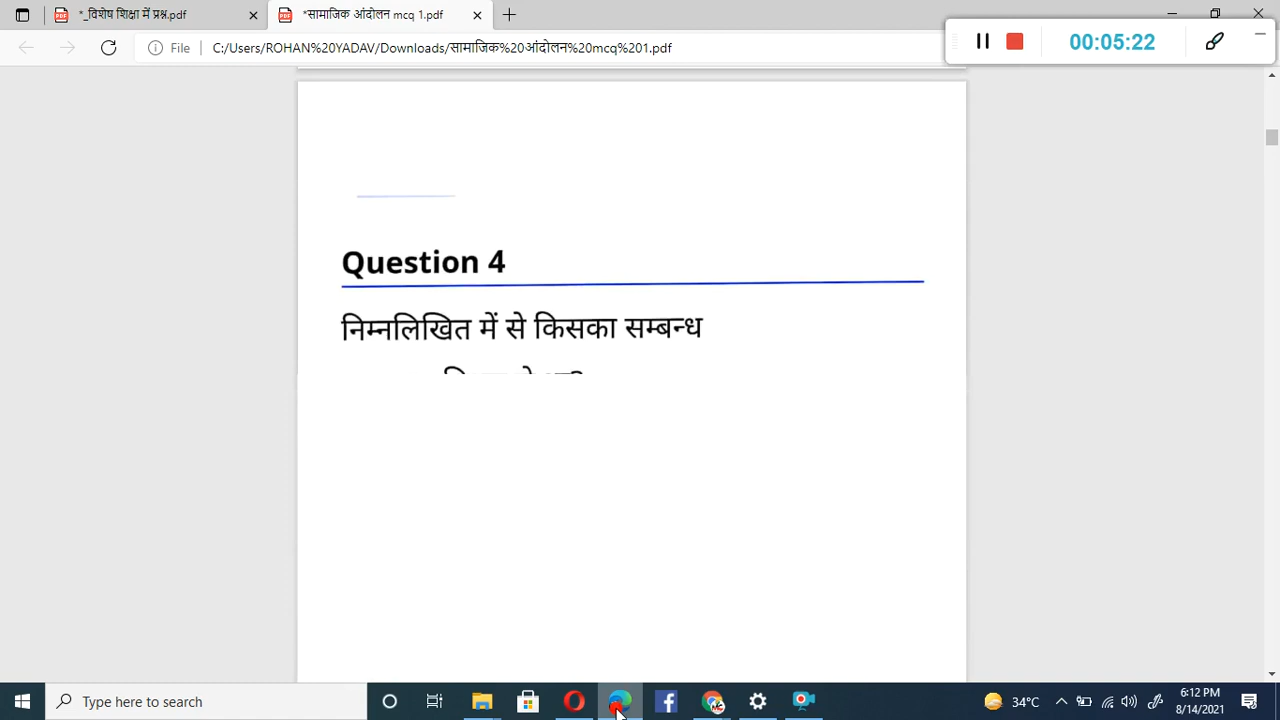 *_विशेष शिक्षा में प्रश्न.pdf
*सामाजिक आंदोलन mcq 1.pdf
File
C:/Users/ROHAN%20YADAV/Downloads/सामाजिक%20आंदोलन%20mcq%201.pdf
00:05:22
Question 4
निम्नलिखित में से किसका सम्बन्ध
Type here to search
34°C
6:12 PM
8/14/2021